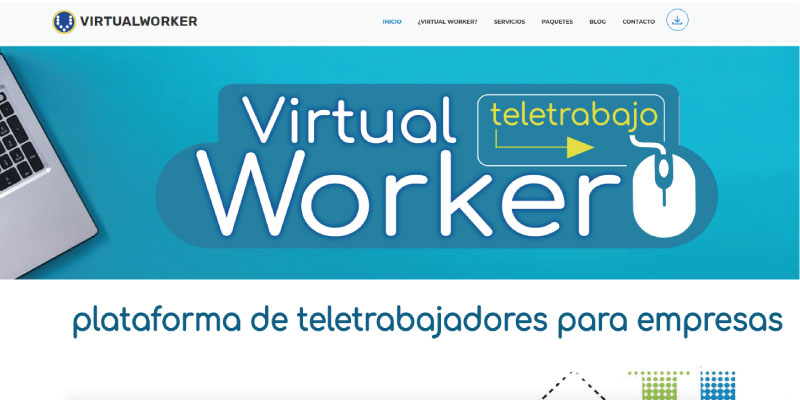 VIRTUALWORKER
INICIO ¿VIRTUAL WORKER? SERVICIOS PAQUETES BLOG CONTACTO
Virtual teletrabajo
Worker
plataforma de teletrabajadores para empresas